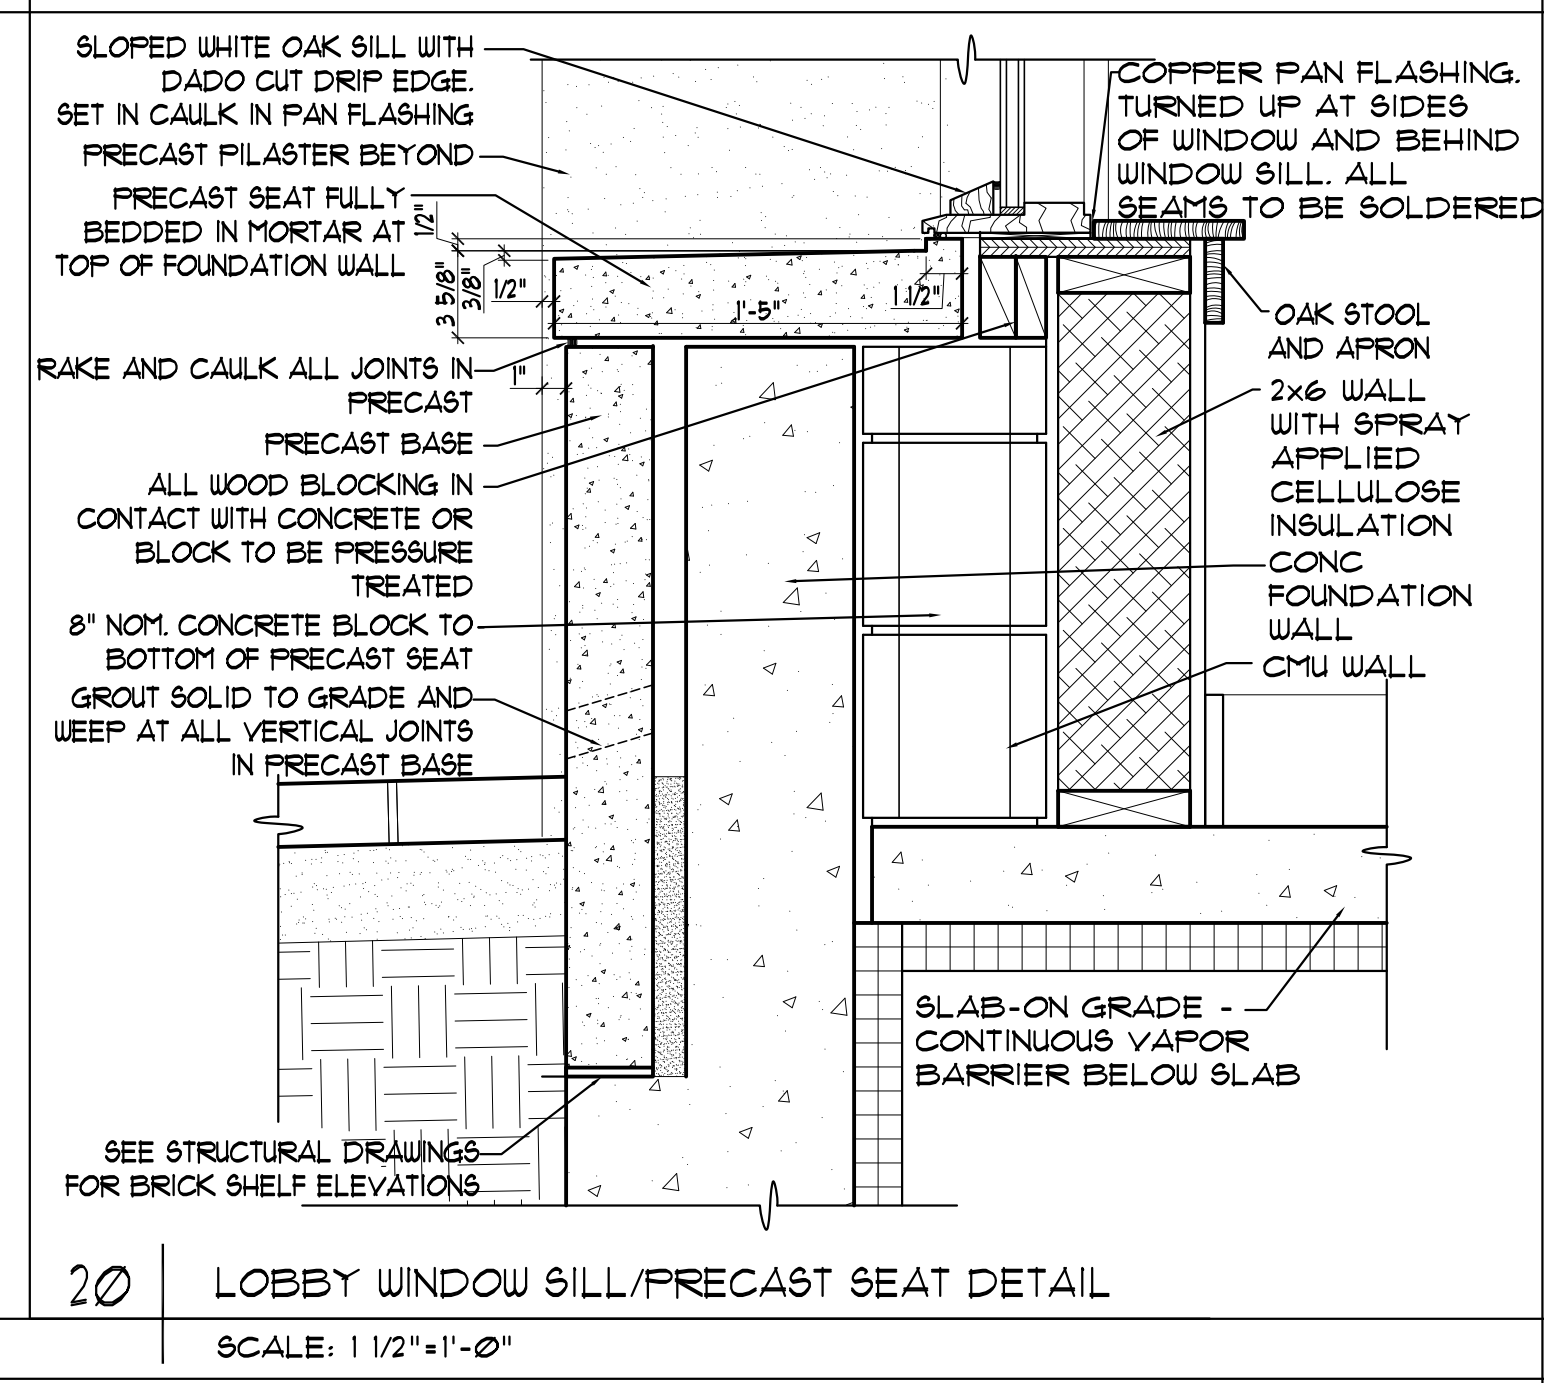 SLOPED WHITE OAK SILL WITH
DADO CUT DRIP EDGE.
SET IN CAULK IN PAN FLASHING
PRECAST PILASTER BEYOND
PRECAST SEAT FULLY
BEDDED IN MORTAR AT
TOP OF FOUNDATION WALL
1/2"
3 5/8"
3/8"
1/2"
1'-5"
1 1/2"
RAKE AND CAULK ALL JOINTS IN
PRECAST
1"
PRECAST BASE
ALL WOOD BLOCKING IN
CONTACT WITH CONCRETE OR
BLOCK TO BE PRESSURE
TREATED
8" NOM. CONCRETE BLOCK TO
BOTTOM OF PRECAST SEAT
GROUT SOLID TO GRADE AND
WEEP AT ALL VERTICAL JOINTS
IN PRECAST BASE
SEE STRUCTURAL DRAWINGS
FOR BRICK SHELF ELEVATIONS
COPPER PAN FLASHING.
TURNED UP AT SIDES
OF WINDOW AND BEHIND
WINDOW SILL. ALL
SEAMS TO BE SOLDERED
OAK STOOL
AND APRON
2x6 WALL
WITH SPRAY
APPLIED
CELLULOSE
INSULATION
CONC
FOUNDATION
WALL
CMU WALL
SLAB-ON GRADE -
CONTINUOUS VAPOR
BARRIER BELOW SLAB
20
LOBBY WINDOW SILL/PRECAST SEAT DETAIL
SCALE: 1 1/2"=1'-0"